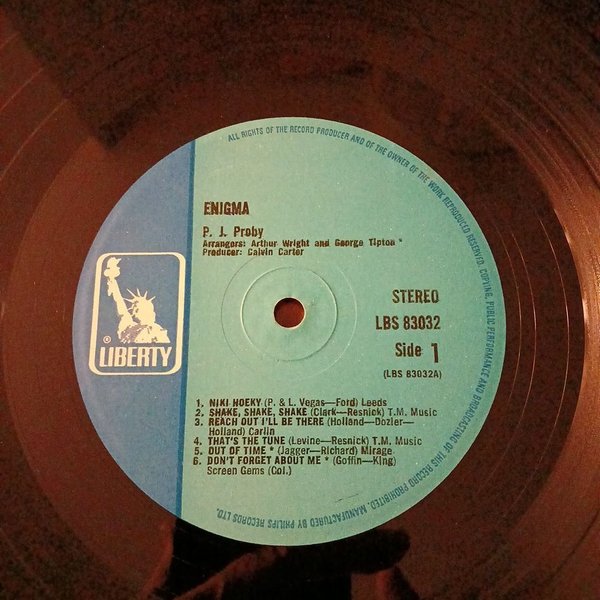 ALL RIGHTS OF THE RECORD PRODUCER AND OF THE OWNER OF THE WORK REPRODUCED RESERVED. COPYING, PUBLIC PERFORMANCE AND BROADCASTING OF THIS RECORD PROHIBITED. MANUFACTURED BY PHILIPS RECORDS LTD.
ENIGMA
P. J. Proby
Arrangers: Arthur Wright and George Tipton *
Producer: Calvin Carter
® LIBERTY
STEREO
LBS 83032
Side 1
(LBS 83032A)
1. NIKI HOEKY (P. & L. Vegas—Ford) Leeds
2. SHAKE, SHAKE, SHAKE (Clark—Resnick) T.M. Music
3. REACH OUT I'LL BE THERE (Holland—Dozier—
Holland) Carlin
4. THAT'S THE TUNE (Levine—Resnick) T.M. Music
5. OUT OF TIME * (Jagger—Richard) Mirage
6. DON'T FORGET ABOUT ME * (Goffin—King)
Screen Gems (Col.)